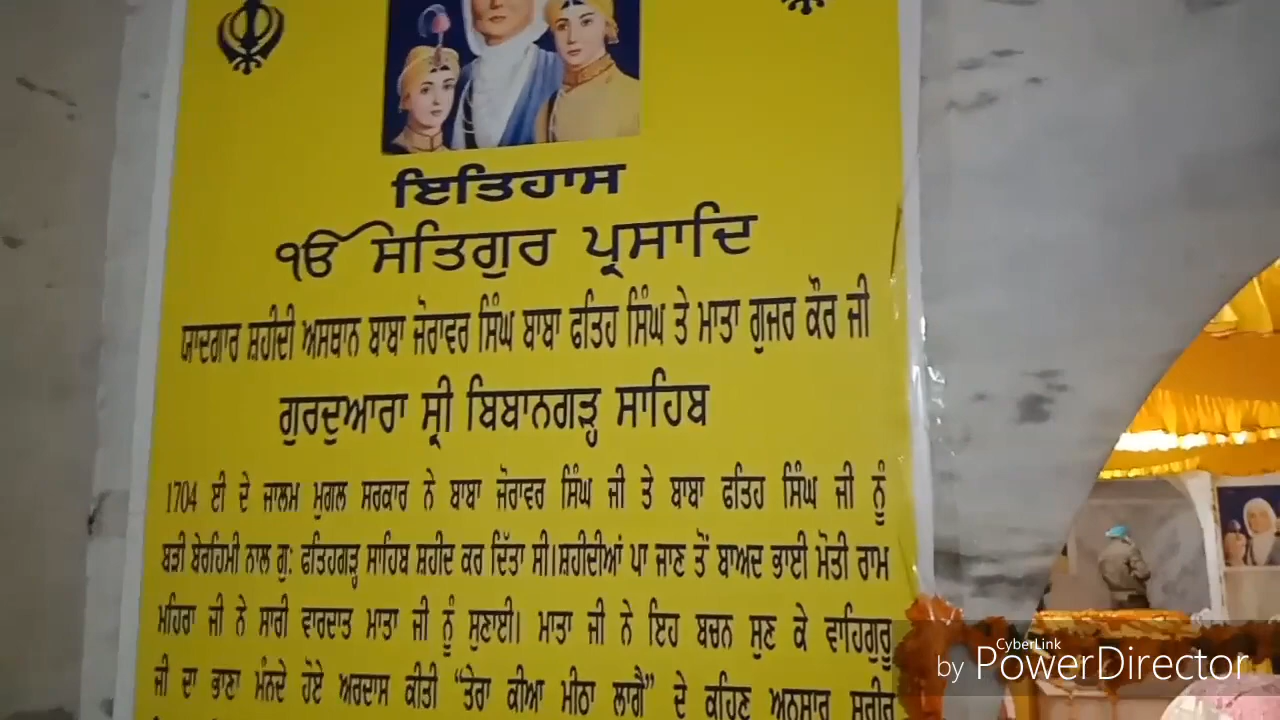 ਇਤਿਹਾਸ
ੴ ਸਤਿਗੁਰ ਪ੍ਰਸਾਦਿ
ਯਾਦਗਾਰ ਸ਼ਹੀਦੀ ਅਸਥਾਨ ਬਾਬਾ ਜੋਰਾਵਰ ਸਿੰਘ ਬਾਬਾ ਫਤਿਹ ਸਿੰਘ ਤੇ ਮਾਤਾ ਗੁਜਰ ਕੌਰ ਜੀ
ਗੁਰਦੁਆਰਾ ਸ੍ਰੀ ਬਿਬਾਨਗੜ੍ਹ ਸਾਹਿਬ
1704 ਈ ਦੇ ਜਾਲਮ ਮੁਗਲ ਸਰਕਾਰ ਨੇ ਬਾਬਾ ਜੋਰਾਵਰ ਸਿੰਘ ਜੀ ਤੇ ਬਾਬਾ ਫਤਿਹ ਸਿੰਘ ਜੀ ਨੂੰ
ਬੜੀ ਬੇਰਹਿਮੀ ਨਾਲ ਗੁ: ਫਤਿਹਗੜ੍ਹ ਸਾਹਿਬ ਸ਼ਹੀਦ ਕਰ ਦਿੱਤਾ ਸੀ।ਸ਼ਹੀਦੀਆਂ ਪਾ ਜਾਣ ਤੋਂ ਬਾਅਦ ਭਾਈ ਮੋਤੀ ਰਾਮ
ਮਹਿਰਾ ਜੀ ਨੇ ਸਾਰੀ ਵਾਰਦਾਤ ਮਾਤਾ ਜੀ ਨੂੰ ਸੁਣਾਈ। ਮਾਤਾ ਜੀ ਨੇ ਇਹ ਬਚਨ ਸੁਣ ਕੇ ਵਾਹਿਗੁਰੂ
ਜੀ ਦਾ ਭਾਣਾ ਮੰਨਦੇ ਹੋਏ ਅਰਦਾਸ ਕੀਤੀ “ਤੇਰਾ ਕੀਆ ਮੀਠਾ ਲਾਗੈ” ਦੇ ਕਹਿਣ ਅਨੁਸਾਰ ਸਰੀਰ
CyberLink
by PowerDirector